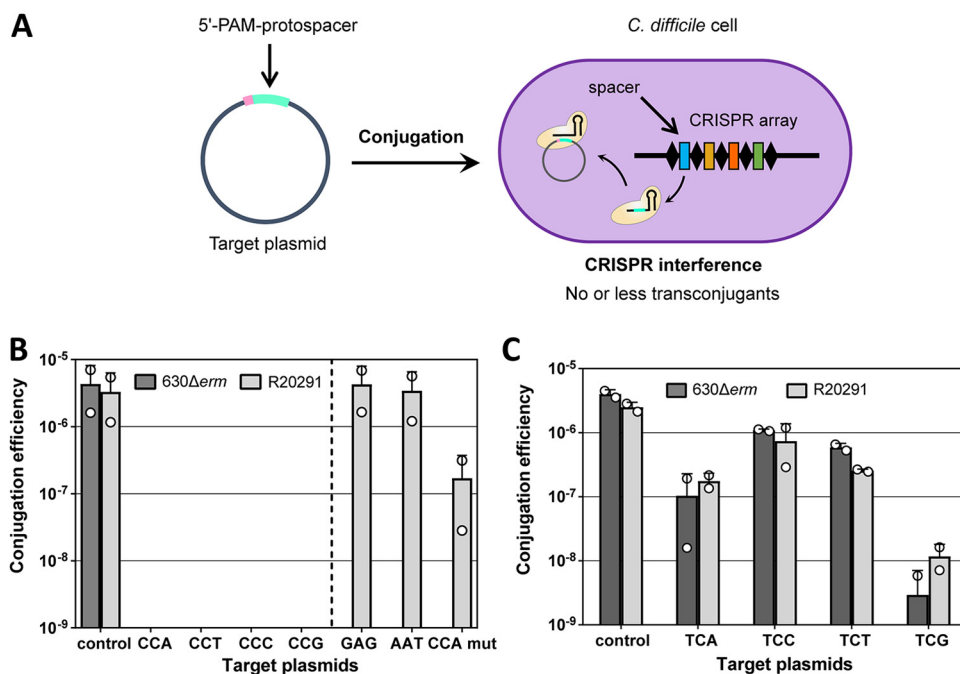 A
5'-PAM-protospacer
Target plasmid
Conjugation
C. difficile cell
spacer
CRISPR array
CRISPR interference
No or less transconjugants
B
Conjugation efficiency
10-5
10-6
10-7
10-8
10-9
630Δerm
R20291
control CCA CCT CCC CCG GAG AAT CCA mut
Target plasmids
C
Conjugation efficiency
10-5
10-6
10-7
10-8
10-9
630Δerm
R20291
control TCA TCC TCT TCG
Target plasmids